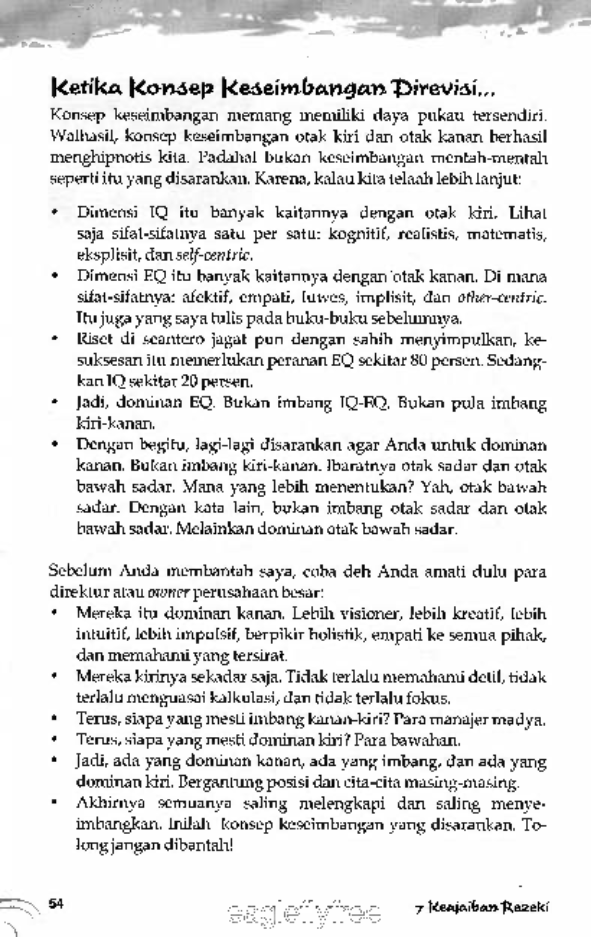 Ketika Konsep Keseimbangan Direvisi...
Konsep keseimbangan memang memiliki daya pukau tersendiri.
Walhasil, konsep keseimbangan otak kiri dan otak kanan berhasil
menghipnotis kita. Padahal bukan keseimbangan mentah-mentah
seperti itu yang disarankan. Karena, kalau kita telaah lebih lanjut:
• Dimensi IQ itu banyak kaitannya dengan otak kiri. Lihat
saja sifat-sifatnya satu per satu: kognitif, realistis, matematis,
eksplisit, dan self-centric.
• Dimensi EQ itu banyak kaitannya dengan otak kanan. Di mana
sifat-sifatnya: afektif, empati, luwes, implisit, dan other-centric.
Itu juga yang saya tulis pada buku-buku sebelumnya.
• Riset di seantero jagat pun dengan sahih menyimpulkan, ke-
suksesan itu memerlukan peranan EQ sekitar 80 persen. Sedang-
kan IQ sekitar 20 persen.
• Jadi, dominan EQ. Bukan imbang IQ-EQ. Bukan pula imbang
kiri-kanan.
• Dengan begitu, lagi-lagi disarankan agar Anda untuk dominan
kanan. Bukan imbang kiri-kanan. Ibaratnya otak sadar dan otak
bawah sadar. Mana yang lebih menentukan? Yah, otak bawah
sadar. Dengan kata lain, bukan imbang otak sadar dan otak
bawah sadar. Melainkan dominan otak bawah sadar.
Sebelum Anda membantah saya, coba deh Anda amati dulu para
direktur atau owner perusahaan besar:
• Mereka itu dominan kanan. Lebih visioner, lebih kreatif, lebih
intuitif, lebih impulsif, berpikir holistik, empati ke semua pihak,
dan memahami yang tersirat.
• Mereka kirinya sekadar saja. Tidak terlalu memahami detil, tidak
terlalu menguasai kalkulasi, dan tidak terlalu fokus.
• Terus, siapa yang mesti imbang kanan-kiri? Para manajer madya.
• Terus, siapa yang mesti dominan kiri? Para bawahan.
• Jadi, ada yang dominan kanan, ada yang imbang, dan ada yang
dominan kiri. Bergantung posisi dan cita-cita masing-masing.
• Akhirnya semuanya saling melengkapi dan saling menye-
imbangkan. Inilah konsep keseimbangan yang disarankan. To-
long jangan dibantah!
54
eagleflyfree
7 Keajaiban Rezeki